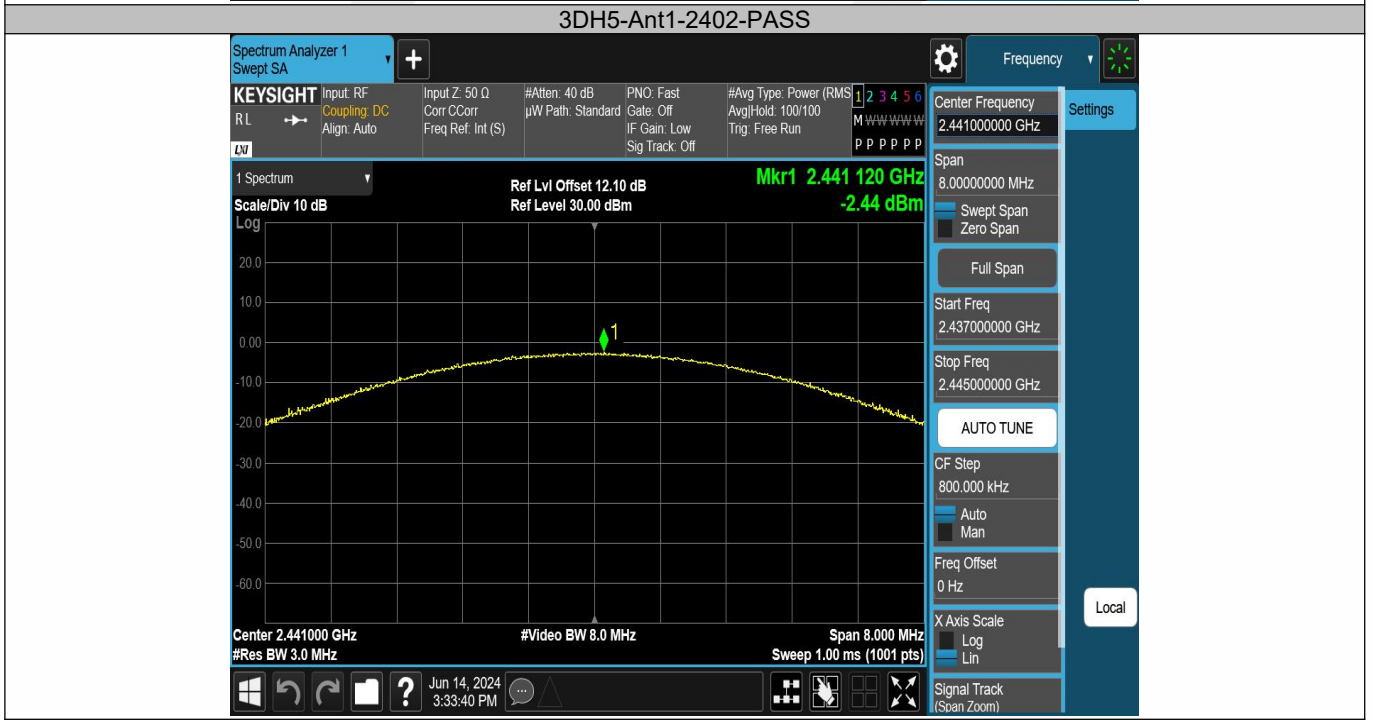 3DH5-Ant1-2402-PASS
Spectrum Analyzer 1
Swept SA
+
Frequency
KEYSIGHT
R L
LXI
Input: RF
Coupling: DC
Align: Auto
Input Z: 50 Ω
Corr CCorr
Freq Ref: Int (S)
#Atten: 40 dB
µW Path: Standard
PNO: Fast
Gate: Off
IF Gain: Low
Sig Track: Off
#Avg Type: Power (RMS
Avg|Hold: 100/100
Trig: Free Run
1 2 3 4 5 6
M W W W W W
P P P P P P
1 Spectrum
Scale/Div 10 dB
Log
Ref Lvl Offset 12.10 dB
Ref Level 30.00 dBm
Mkr1 2.441 120 GHz
-2.44 dBm
20.0
10.0
0.00
-10.0
-20.0
-30.0
-40.0
-50.0
-60.0
1
Center 2.441000 GHz
#Res BW 3.0 MHz
#Video BW 8.0 MHz
Span 8.000 MHz
Sweep 1.00 ms (1001 pts)
Center Frequency
2.441000000 GHz
Settings
Span
8.00000000 MHz
Swept Span
Zero Span
Full Span
Start Freq
2.437000000 GHz
Stop Freq
2.445000000 GHz
AUTO TUNE
CF Step
800.000 kHz
Auto
Man
Freq Offset
0 Hz
X Axis Scale
Log
Lin
Signal Track
(Span Zoom)
Local
?
Jun 14, 2024
3:33:40 PM